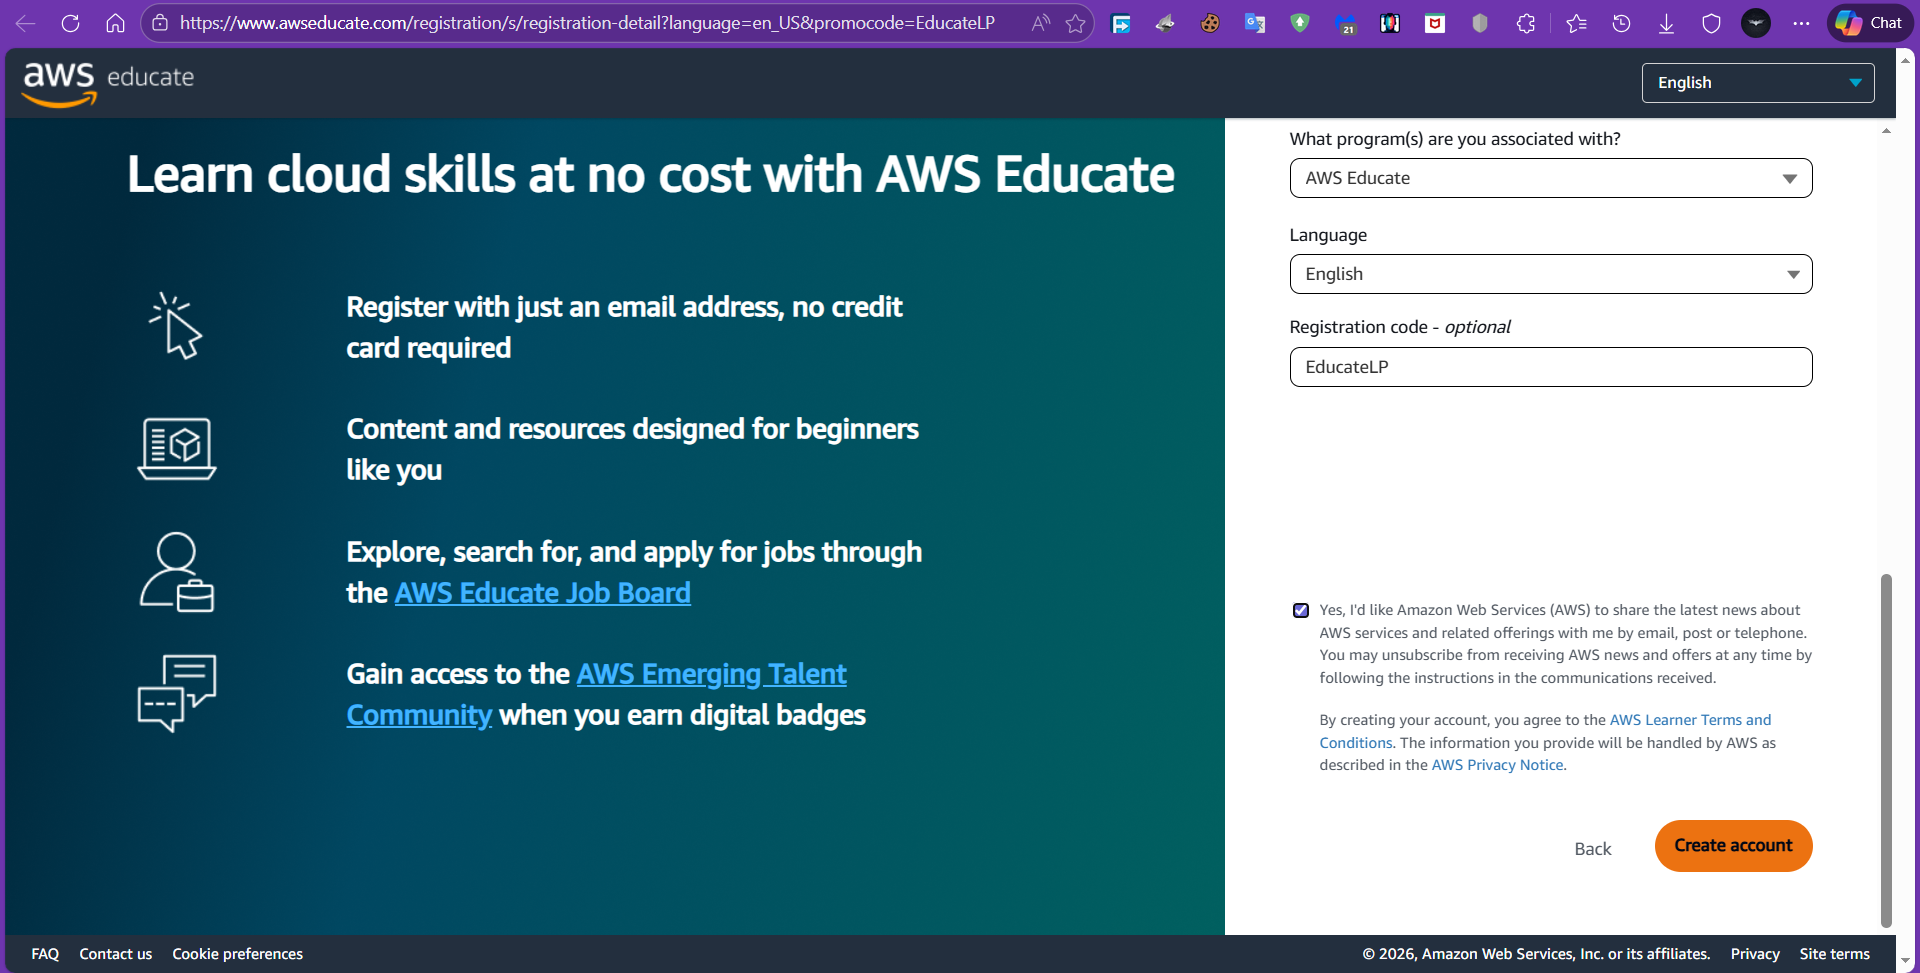 https://www.awseducate.com/registration/s/registration-detail?language=en_US&promocode=EducateLP
21
Chat
aws educate
English
Learn cloud skills at no cost with AWS Educate
Register with just an email address, no credit
card required
Content and resources designed for beginners
like you
Explore, search for, and apply for jobs through
the AWS Educate Job Board
Gain access to the AWS Emerging Talent
Community when you earn digital badges
What program(s) are you associated with?
AWS Educate
Language
English
Registration code - optional
EducateLP
Yes, I'd like Amazon Web Services (AWS) to share the latest news about
AWS services and related offerings with me by email, post or telephone.
You may unsubscribe from receiving AWS news and offers at any time by
following the instructions in the communications received.
By creating your account, you agree to the AWS Learner Terms and
Conditions. The information you provide will be handled by AWS as
described in the AWS Privacy Notice.
Back
Create account
FAQ
Contact us
Cookie preferences
© 2026, Amazon Web Services, Inc. or its affiliates.
Privacy
Site terms